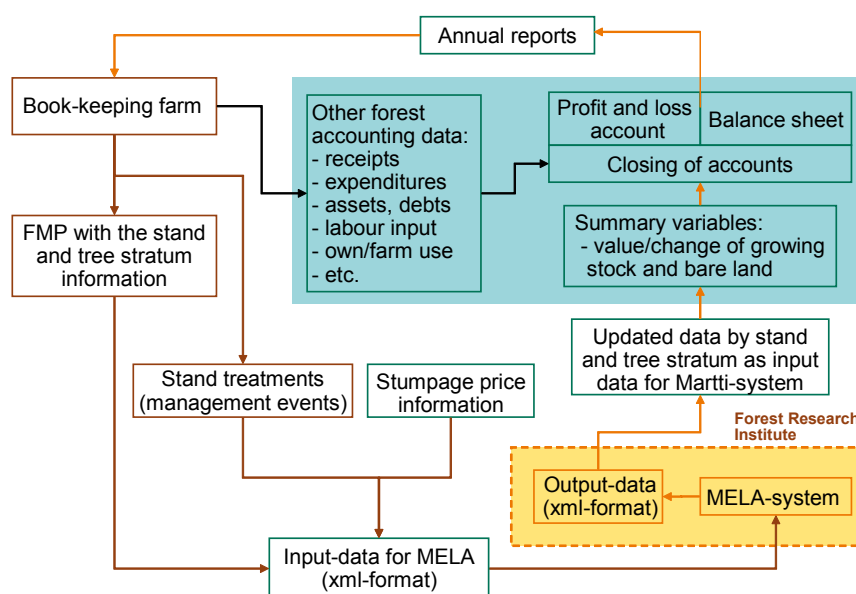 Annual reports
Book-keeping farm
Other forest
accounting data:
- receipts
- expenditures
- assets, debts
- labour input
- own/farm use
- etc.
Profit and loss
account
Balance sheet
Closing of accounts
FMP with the stand
and tree stratum
information
Summary variables:
- value/change of growing
stock and bare land
Stand treatments
(management events)
Stumpage price
information
Updated data by stand
and tree stratum as input
data for Martti-system
Forest Research
Institute
Output-data
(xml-format)
MELA-system
Input-data for MELA
(xml-format)